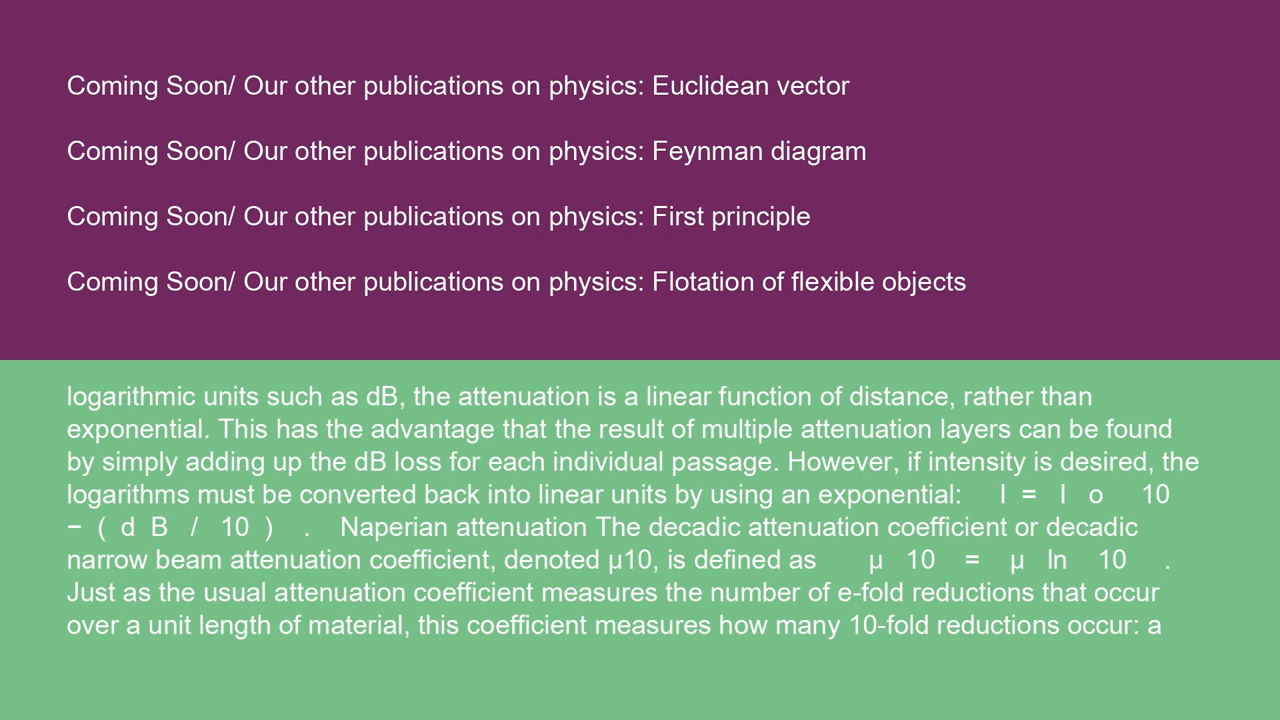 Coming Soon/ Our other publications on physics: Euclidean vector
Coming Soon/ Our other publications on physics: Feynman diagram
Coming Soon/ Our other publications on physics: First principle
Coming Soon/ Our other publications on physics: Flotation of flexible objects
logarithmic units such as dB, the attenuation is a linear function of distance, rather than
exponential. This has the advantage that the result of multiple attenuation layers can be found
by simply adding up the dB loss for each individual passage. However, if intensity is desired, the
logarithms must be converted back into linear units by using an exponential: I = I o 10
− ( d B / 10 ) . Naperian attenuation The decadic attenuation coefficient or decadic
narrow beam attenuation coefficient, denoted μ10, is defined as μ 10 = μ ln 10 .
Just as the usual attenuation coefficient measures the number of e-fold reductions that occur
over a unit length of material, this coefficient measures how many 10-fold reductions occur: a